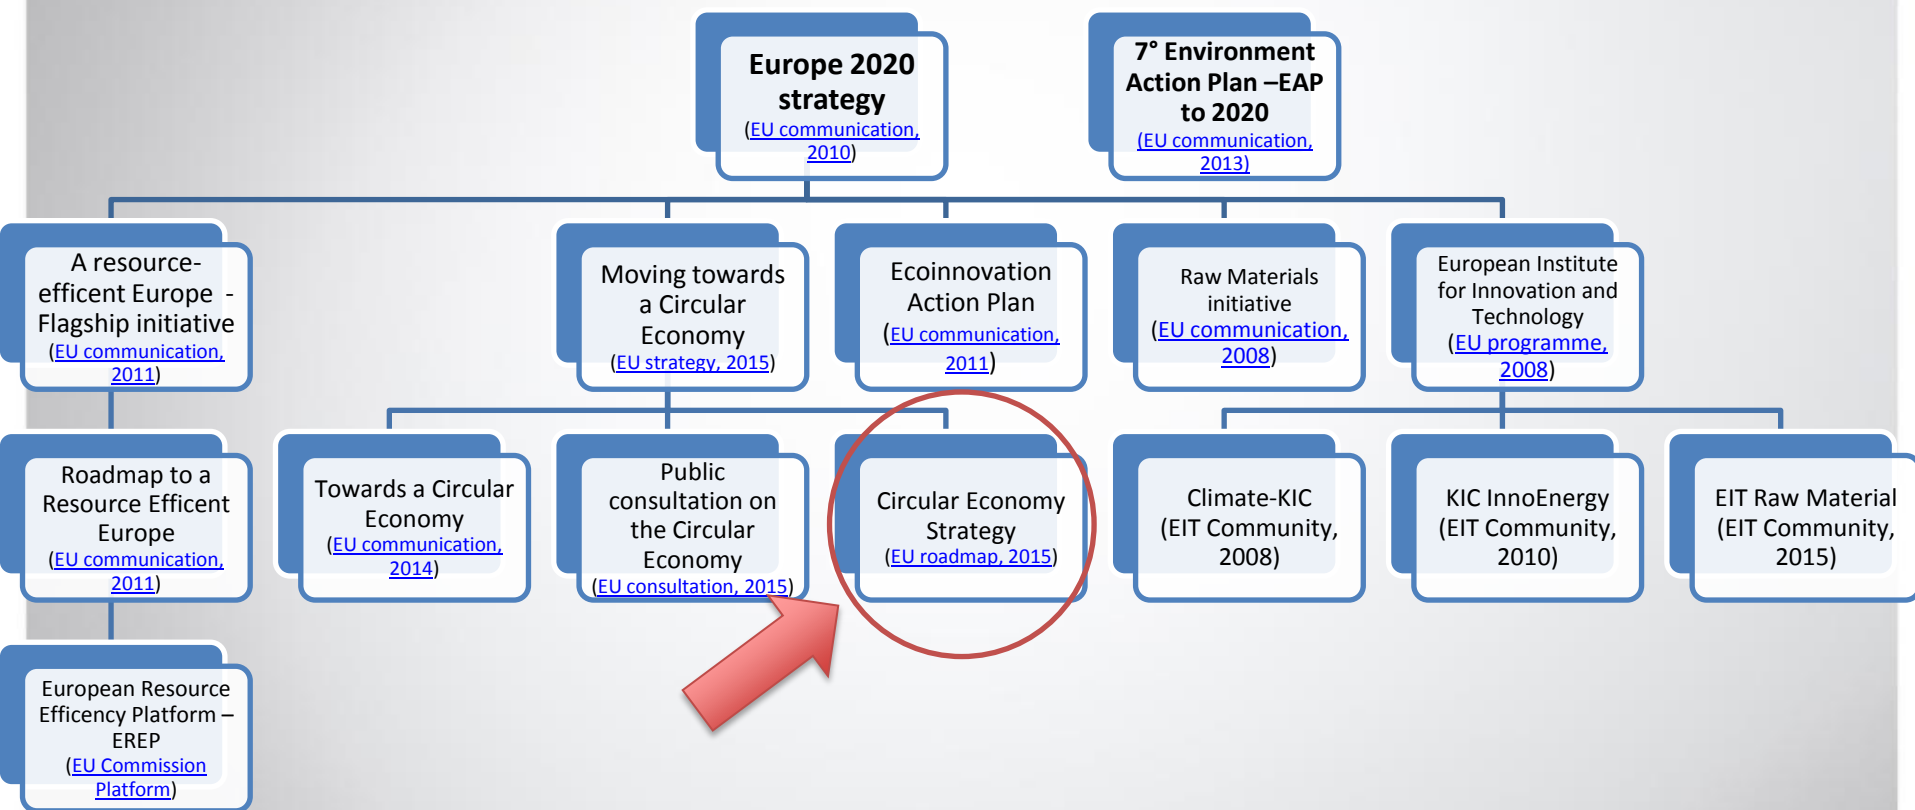 Europe 2020
strategy
(EU communication,
2010)
7° Environment
Action Plan –EAP
to 2020
(EU communication,
2013)
A resource-
efficent Europe -
Flagship initiative
(EU communication,
2011)
Moving towards
a Circular
Economy
(EU strategy, 2015)
Ecoinnovation
Action Plan
(EU communication,
2011)
Raw Materials
initiative
(EU communication,
2008)
European Institute
for Innovation and
Technology
(EU programme,
2008)
Roadmap to a
Resource Efficent
Europe
(EU communication,
2011)
Towards a Circular
Economy
(EU communication,
2014)
Public
consultation on
the Circular
Economy
(EU consultation, 2015)
Circular Economy
Strategy
(EU roadmap, 2015)
Climate-KIC
(EIT Community,
2008)
KIC InnoEnergy
(EIT Community,
2010)
EIT Raw Material
(EIT Community,
2015)
European Resource
Efficency Platform –
EREP
(EU Commission
Platform)